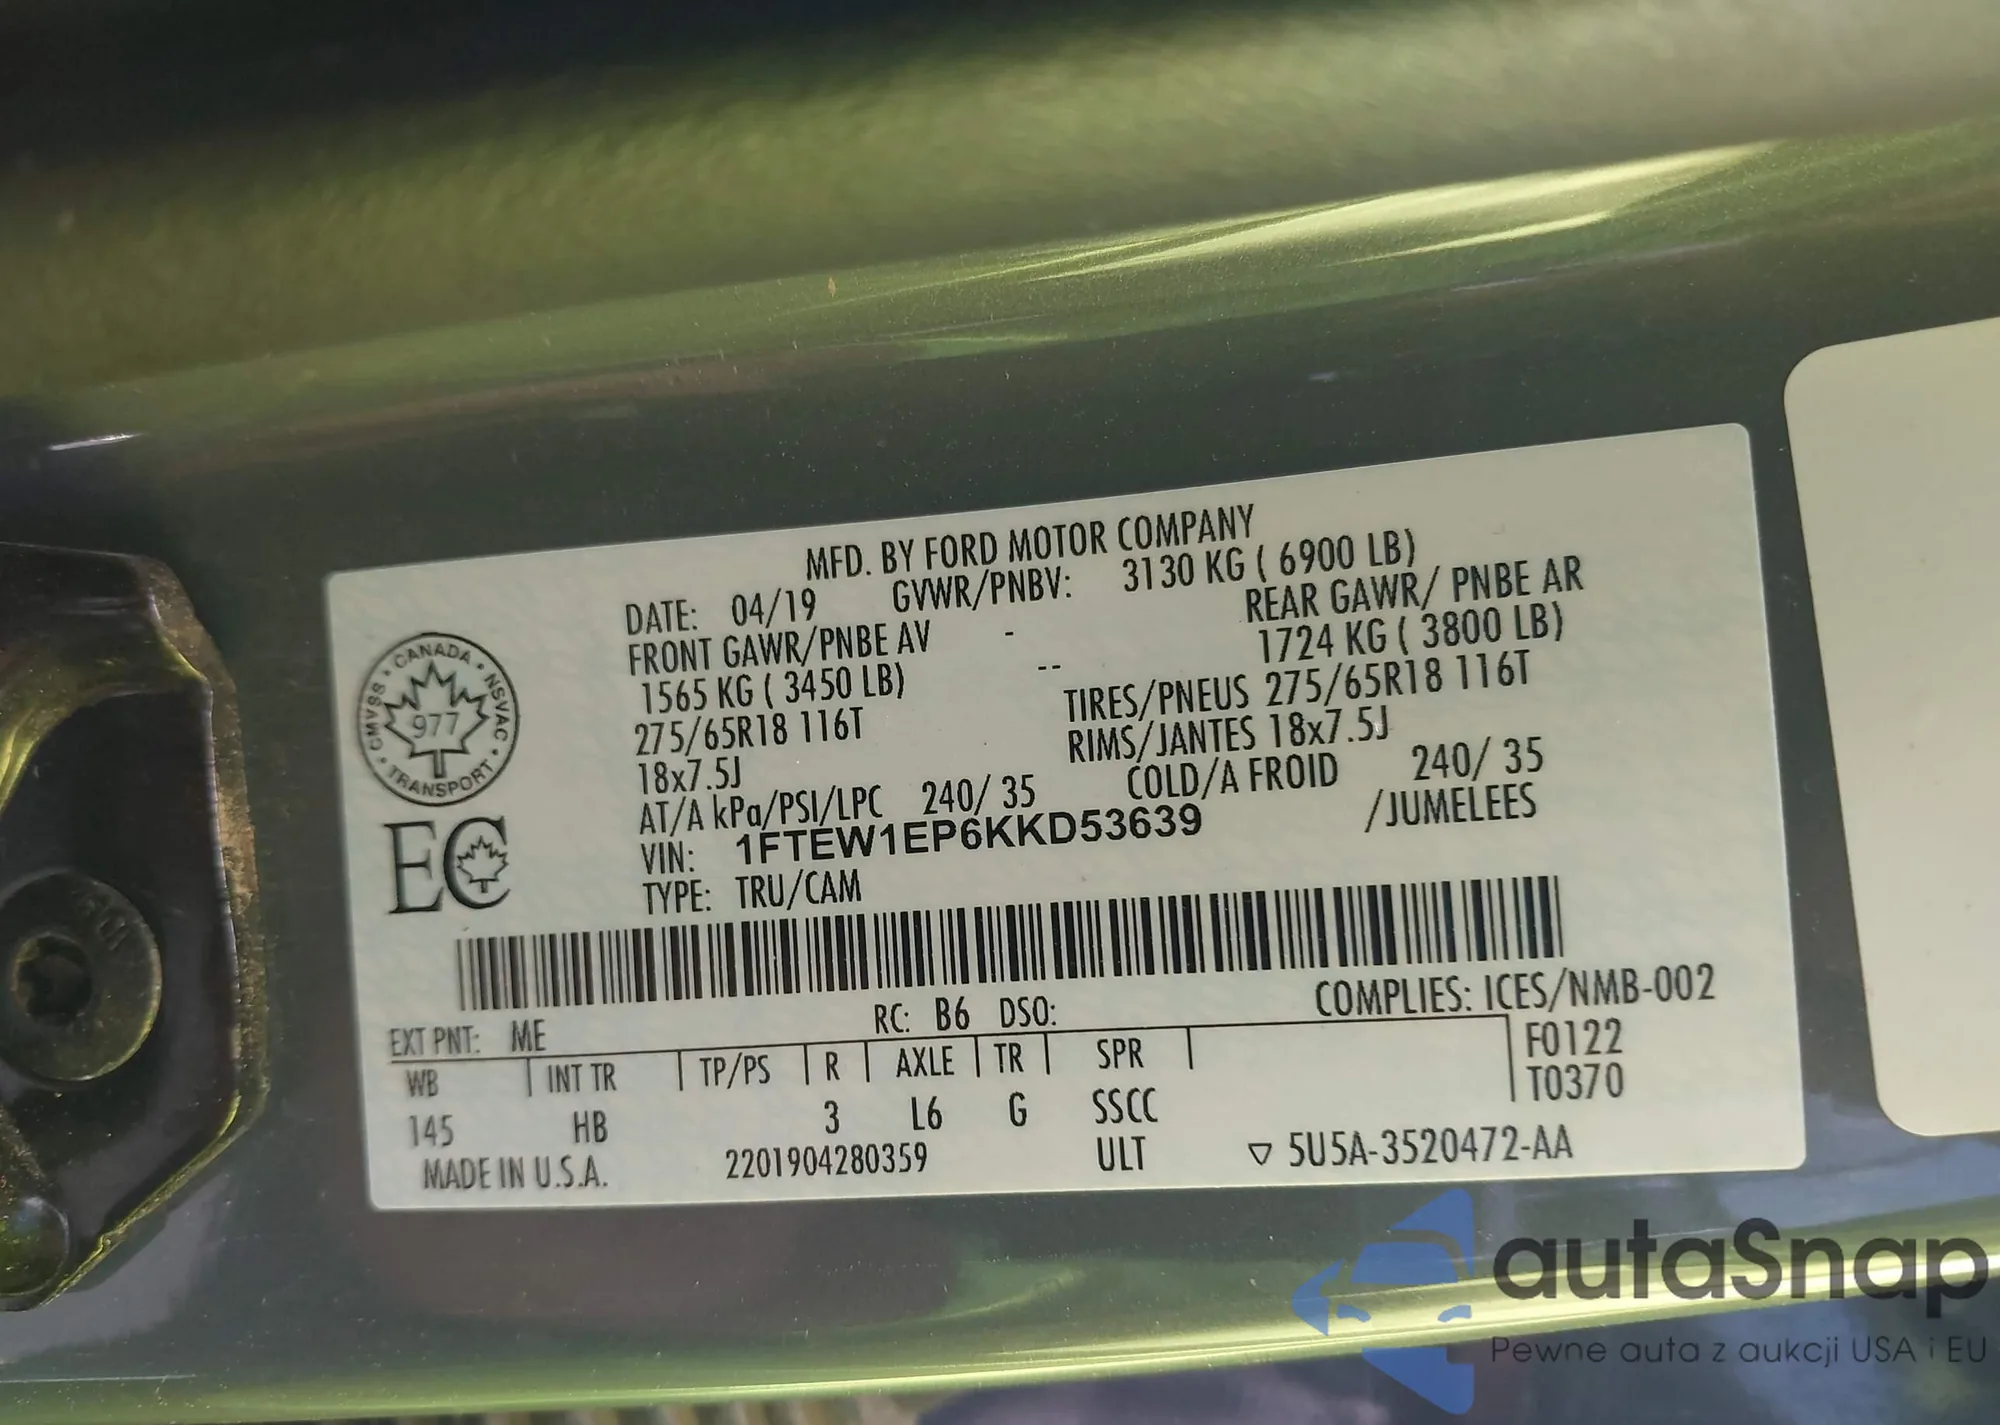 MFD. BY FORD MOTOR COMPANY
DATE: 04/19 GVWR/PNBV: 3130 KG ( 6900 LB)
FRONT GAWR/PNBE AV - REAR GAWR/ PNBE AR
1565 KG ( 3450 LB) -- 1724 KG ( 3800 LB)
275/65R18 116T TIRES/PNEUS 275/65R18 116T
18x7.5J RIMS/JANTES 18x7.5J
AT/A kPa/PSI/LPC 240/ 35 COLD/A FROID 240/ 35
VIN: 1FTEW1EP6KKD53639 /JUMELEES
TYPE: TRU/CAM
CANADA • NSVAC • TRANSPORT • CMVSS •
977
EC
COMPLIES: ICES/NMB-002
EXT PNT: ME RC: B6 DSO:
F0122
WB INT TR TP/PS R AXLE TR SPR
T0370
145 HB 3 L6 G SSCC
MADE IN U.S.A. 2201904280359 ULT ▽ 5U5A-3520472-AA
autaSnap
Pewne auta z aukcji USA i EU